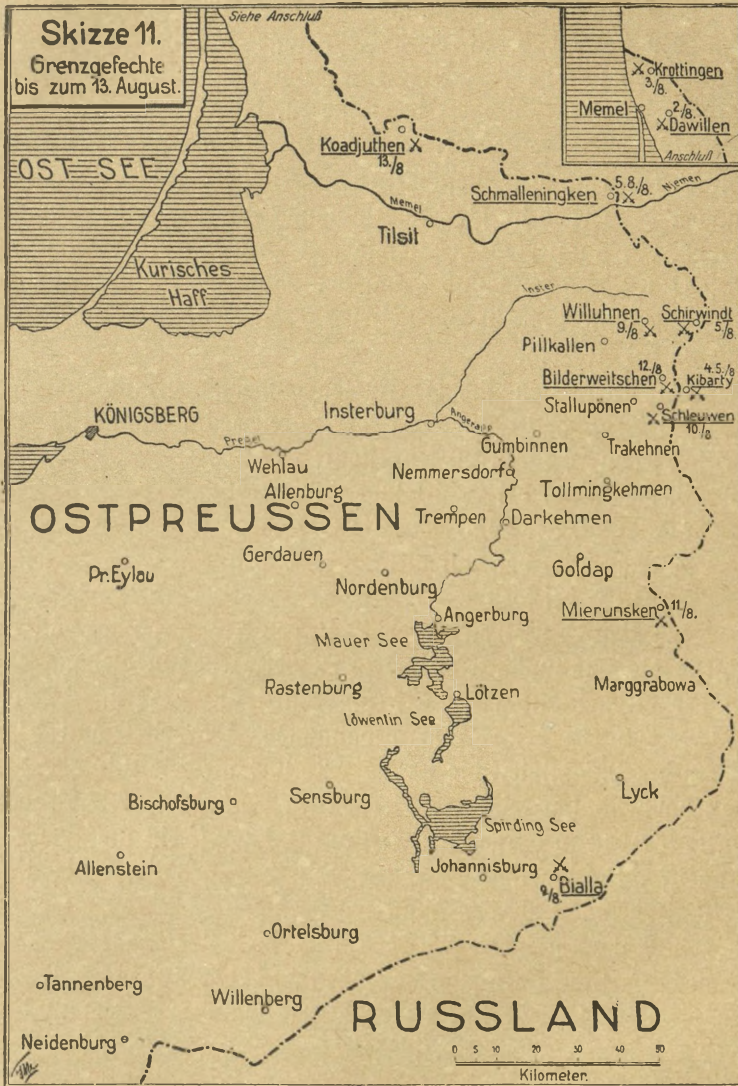 Skizze 11.
Grenzgefechte
bis zum 13. August.
Siehe Anschluß
Krottingen
3./8.
Memel
2./8.
Dawillen
Anschluß
OST SEE
Koadjuthen
13./8
Schmalleningken
5.8./8.
Niemen
Memel
Tilsit
Kurisches
Haff
Inster
Willuhnen
9./8
Schirwindt
5./8.
Pillkallen
12./8
Bilderweitschen
4.5./8
Kibarty
Stallupönen
Schleuwen
10./8
KÖNIGSBERG
Insterburg
Angerapp
Pregel
Gumbinnen
Trakehnen
Wehlau
Nemmersdorf
Allenburg
Tollmingkehmen
OSTPREUSSEN
Trempen
Darkehmen
Gerdauen
Goldap
Pr.Eylau
Nordenburg
Angerburg
Mierunsken
11/8.
Mauer See
Rastenburg
Lötzen
Marggrabowa
Löwentin See
Bischofsburg
Sensburg
Lyck
Spirding See
Allenstein
Johannisburg
9/8.
Bialla
Ortelsburg
Tannenberg
Willenberg
RUSSLAND
Neidenburg
0 5 10 20 30 40 50
Kilometer.